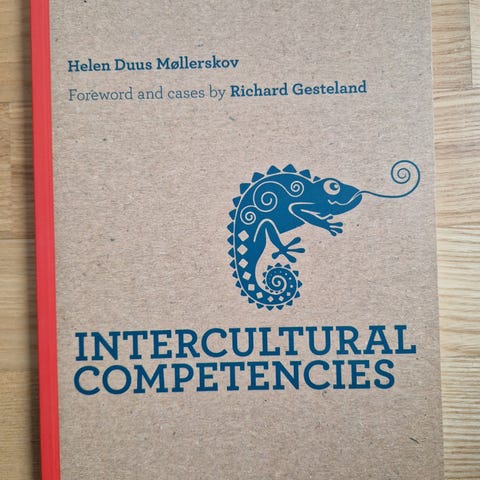 Helen Duus Møllerskov
Foreword and cases by Richard Gesteland
INTERCULTURAL
COMPETENCIES